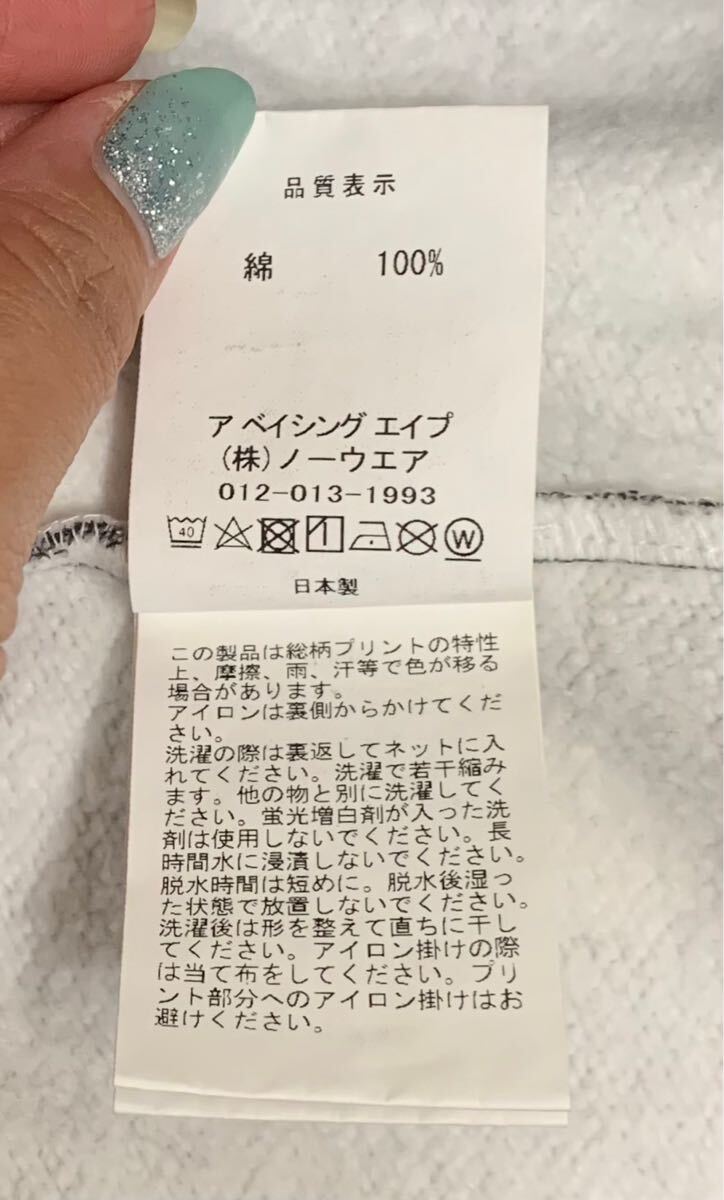 品質表示
綿 100%
ア ベイシング エイプ
(株)ノーウエア
012-013-1993
40 W
日本製
この製品は総柄プリントの特性
上、摩擦、雨、汗等で色が移る
場合があります。
アイロンは裏側からかけてくだ
さい。
洗濯の際は裏返してネットに入
れてください。洗濯で若干縮み
ます。他の物と別に洗濯してく
ださい。蛍光増白剤が入った洗
剤は使用しないでください。長
時間水に浸漬しないでください。
脱水時間は短めに。脱水後湿っ
た状態で放置しないでください。
洗濯後は形を整えて直ちに干し
てください。アイロン掛けの際
は当て布をしてください。プリ
ント部分へのアイロン掛けはお
避けください。